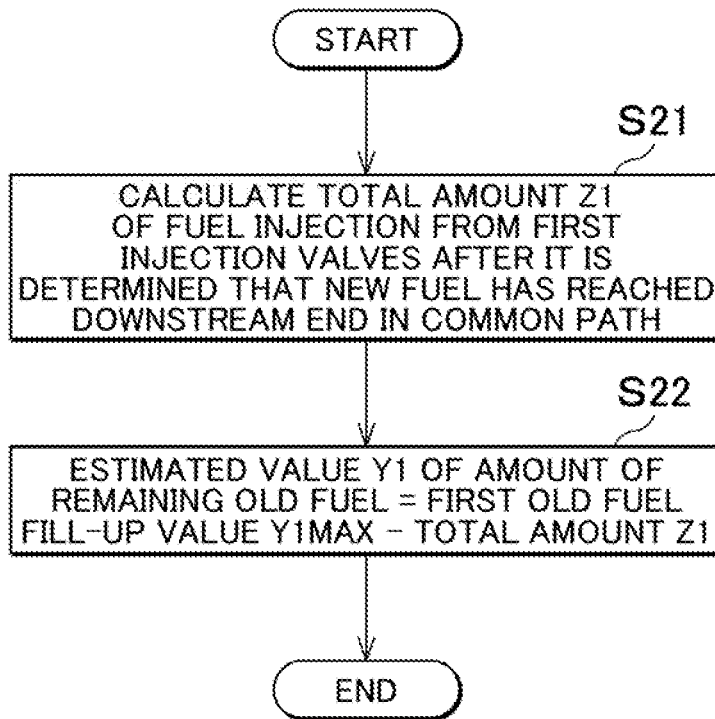 START
S21
CALCULATE TOTAL AMOUNT Z1
OF FUEL INJECTION FROM FIRST
INJECTION VALVES AFTER IT IS
DETERMINED THAT NEW FUEL HAS REACHED
DOWNSTREAM END IN COMMON PATH
S22
ESTIMATED VALUE Y1 OF AMOUNT OF
REMAINING OLD FUEL = FIRST OLD FUEL
FILL-UP VALUE Y1MAX - TOTAL AMOUNT Z1
END